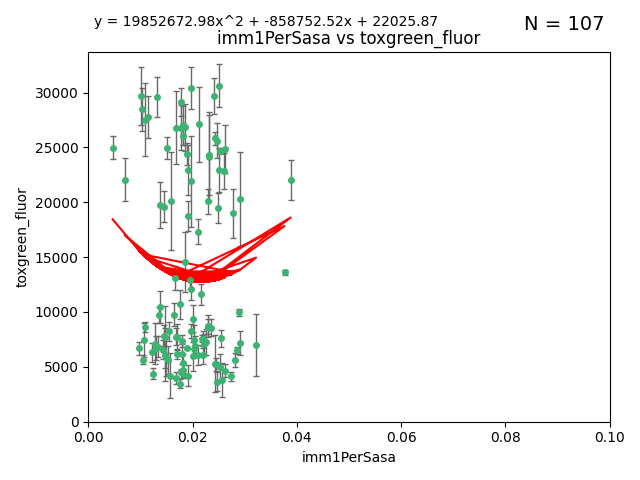 y = 19852672.98x^2 + -858752.52x + 22025.87
N = 107
imm1PerSasa vs toxgreen_fluor
30000
25000
20000
15000
10000
5000
0
toxgreen_fluor
0.00 0.02 0.04 0.06 0.08 0.10
imm1PerSasa